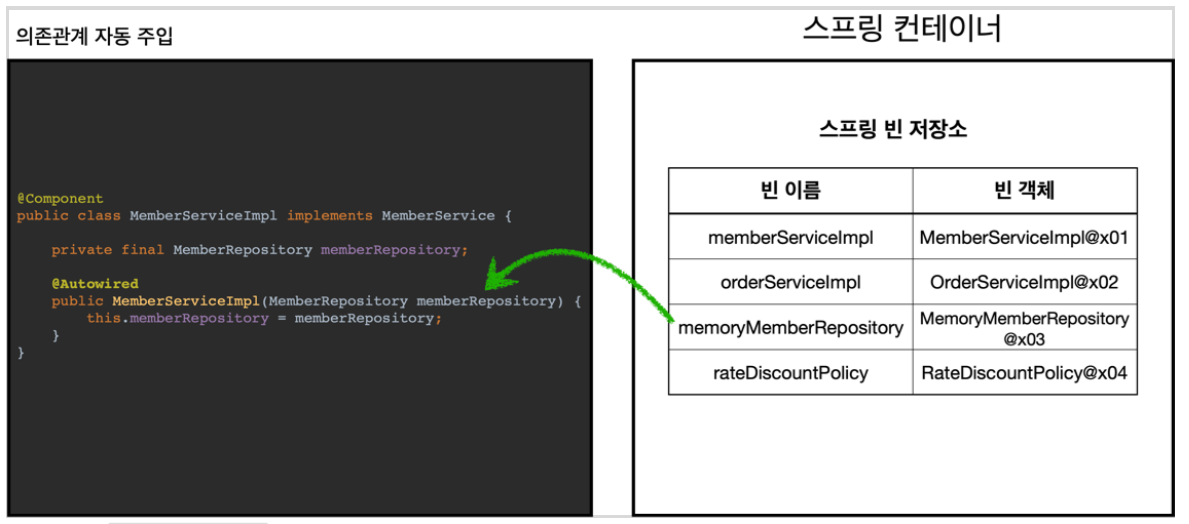 의존관계 자동 주입
@Component
public class MemberServiceImpl implements MemberService {
private final MemberRepository memberRepository;
@Autowired
public MemberServiceImpl(MemberRepository memberRepository) {
this.memberRepository = memberRepository;
}
}
스프링 컨테이너
스프링 빈 저장소
빈 이름 빈 객체
memberServiceImpl MemberServiceImpl@x01
orderServiceImpl OrderServiceImpl@x02
memoryMemberRepository MemoryMemberRepository
@x03
rateDiscountPolicy RateDiscountPolicy@x04